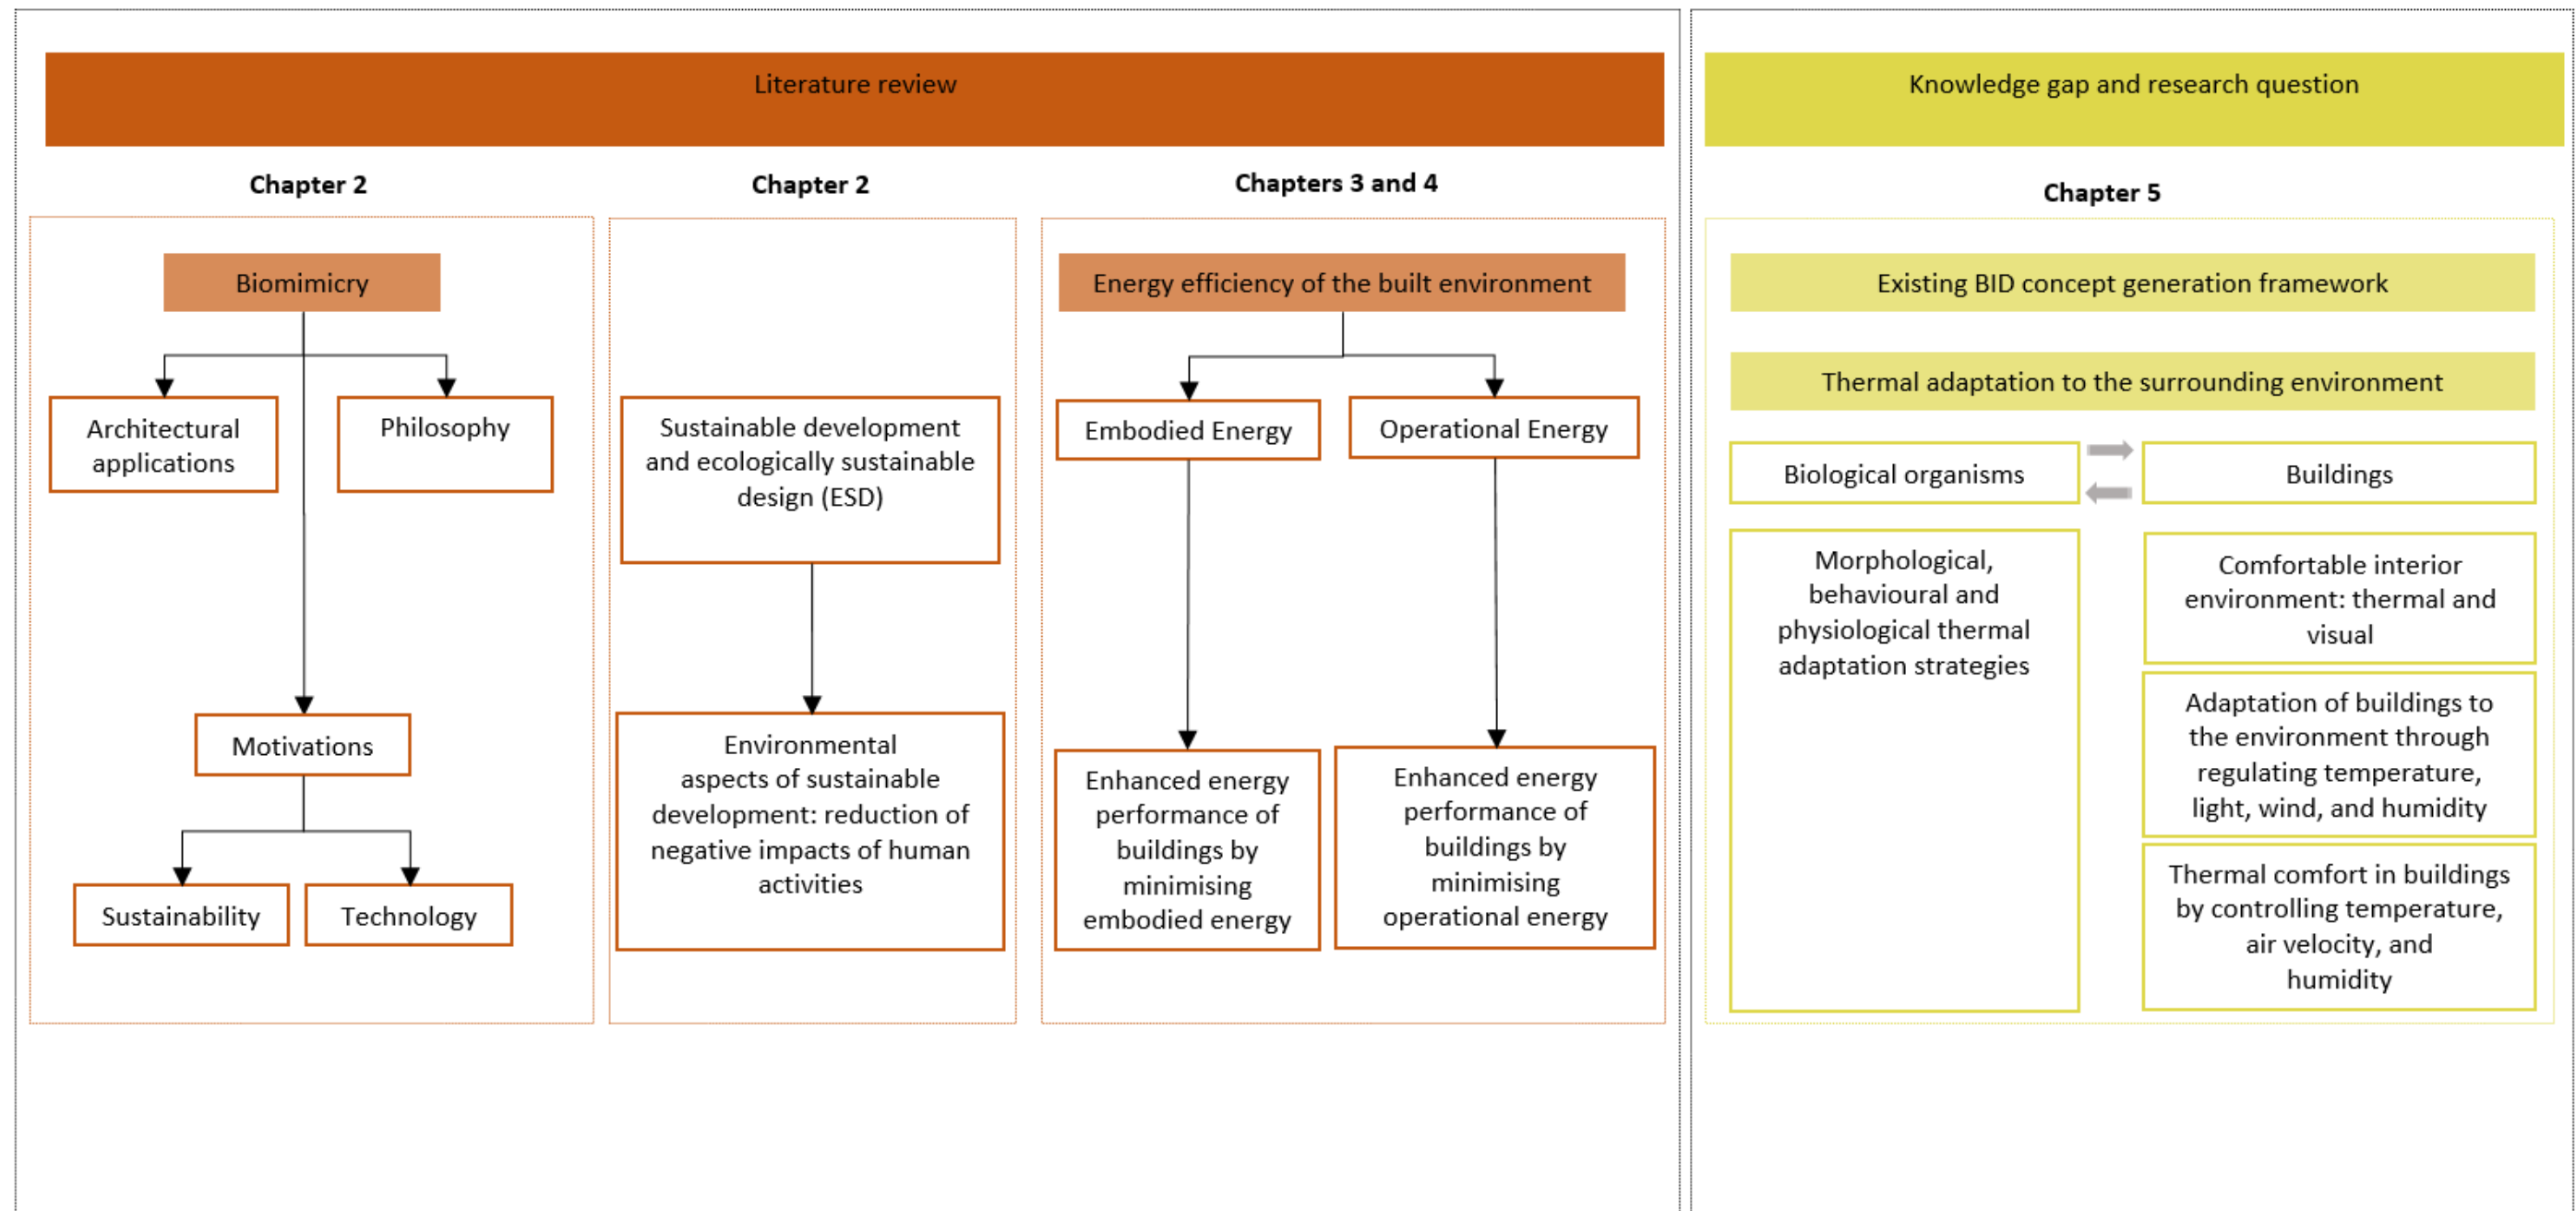 Literature review
Knowledge gap and research question
Chapter 2
Chapter 2
Chapters 3 and 4
Chapter 5
Biomimicry
Architectural
applications
Philosophy
Motivations
Sustainability
Technology
Sustainable development
and ecologically sustainable
design (ESD)
Environmental
aspects of sustainable
development: reduction of
negative impacts of human
activities
Energy efficiency of the built environment
Embodied Energy
Operational Energy
Enhanced energy
performance of
buildings by
minimising
embodied energy
Enhanced energy
performance of
buildings by
minimising
operational energy
Existing BID concept generation framework
Thermal adaptation to the surrounding environment
Biological organisms
Buildings
Morphological,
behavioural and
physiological thermal
adaptation strategies
Comfortable interior
environment: thermal and
visual
Adaptation of buildings to
the environment through
regulating temperature,
light, wind, and humidity
Thermal comfort in buildings
by controlling temperature,
air velocity, and
humidity